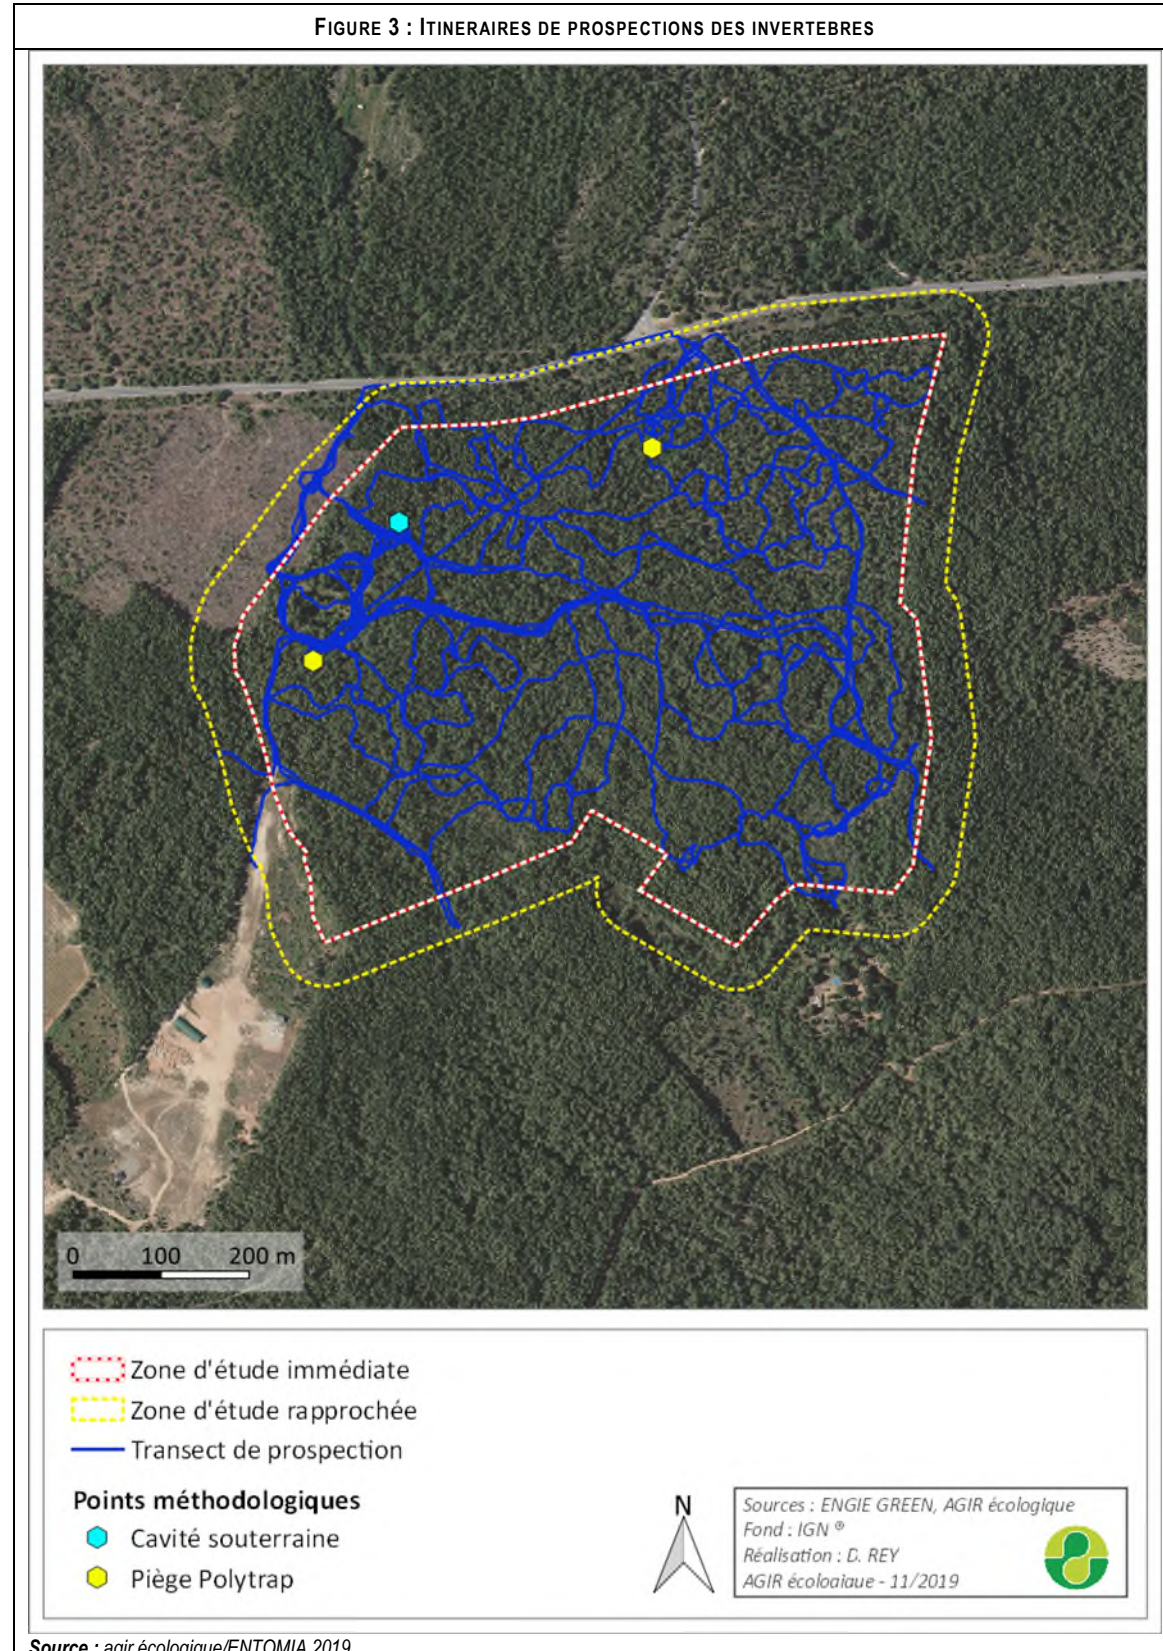 FIGURE 3 : ITINERAIRES DE PROSPECTIONS DES INVERTEBRES
0 100 200 m
Zone d'étude immédiate
Zone d'étude rapprochée
Transect de prospection
Points méthodologiques
Cavité souterraine
Piège Polytrap
N
Sources : ENGIE GREEN, AGIR écologique
Fond : IGN ®
Réalisation : D. REY
AGIR écologique - 11/2019
Source : agir écologique/ENTOMIA 2019